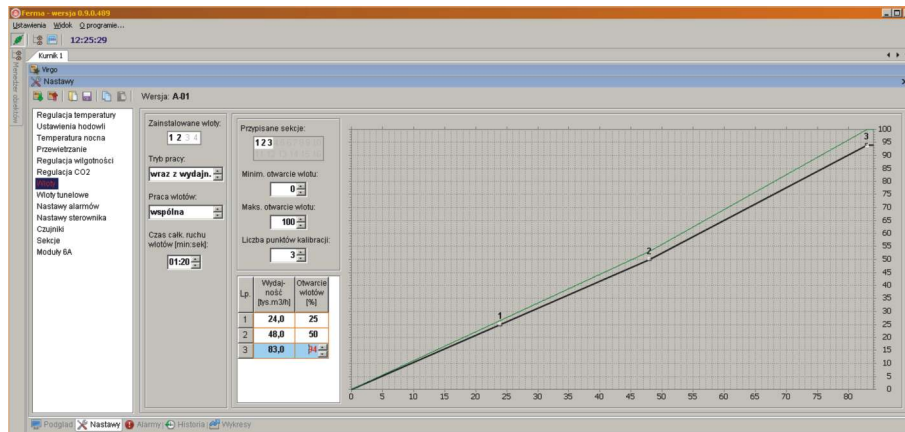 Ferma - wersja 0.9.0.409
Ustawienia Widok O programie...
12:25:29
Menedżer obiektów
Kurnik 1
Virgo
Nastawy
Wersja: A-01
Regulacja temperatury
Ustawienia hodowli
Temperatura nocna
Przewietrzanie
Regulacja wilgotności
Regulacja CO2
Wloty
Wloty tunelowe
Nastawy alarmów
Nastawy sterownika
Czujniki
Sekcje
Moduły 6A
Zainstalowane wloty:
1 2 3 4
Tryb pracy:
wraz z wydajn.
Praca wlotów:
wspólna
Czas całk. ruchu
wlotów [min:sek]:
01:20
Przypisane sekcje:
1 2 3
Minim. otwarcie wlotu:
0
Maks. otwarcie wlotu:
100
Liczba punktów kalibracji:
3
Lp. Wydaj-ność [tys.m3/h] Otwarcie wlotów [%]
1 24,0 25
2 48,0 50
3 83,0 94
1
2
3
100
95
90
85
80
75
70
65
60
55
50
45
40
35
30
25
20
15
10
5
0
0 5 10 15 20 25 30 35 40 45 50 55 60 65 70 75 80
Podgląd Nastawy Alarmy Historia Wykresy